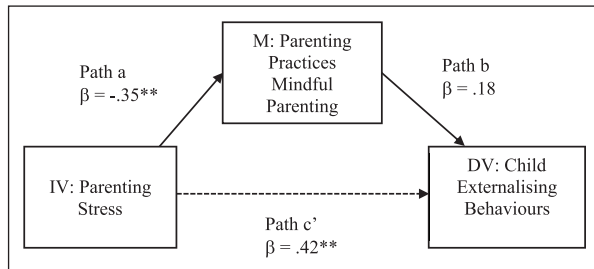 M: Parenting
Practices
Mindful
Parenting
Path a
β = -.35**
Path b
β = .18
IV: Parenting
Stress
DV: Child
Externalising
Behaviours
Path c’
β = .42**